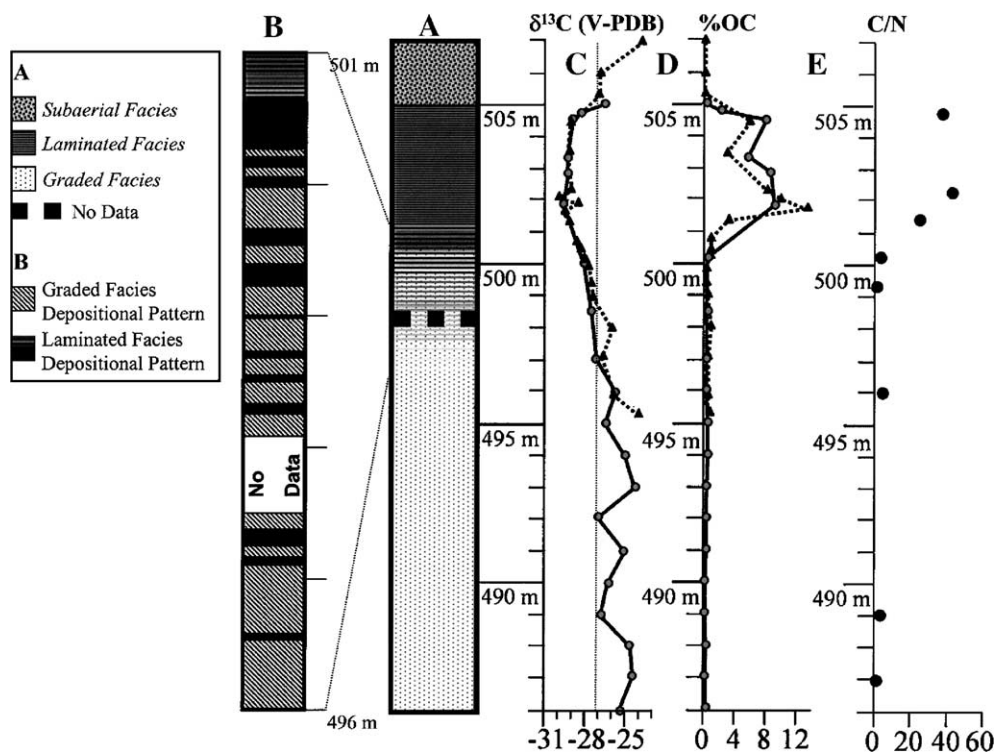 B
A
C
δ¹³C (V-PDB)
D
%OC
E
C/N
A
Subaerial Facies
Laminated Facies
Graded Facies
No Data
B
Graded Facies
Depositional Pattern
Laminated Facies
Depositional Pattern
501 m
496 m
No Data
505 m
500 m
495 m
490 m
505 m
500 m
495 m
490 m
505 m
500 m
495 m
490 m
-31 -28 -25
0 4 8 12
0 20 40 60